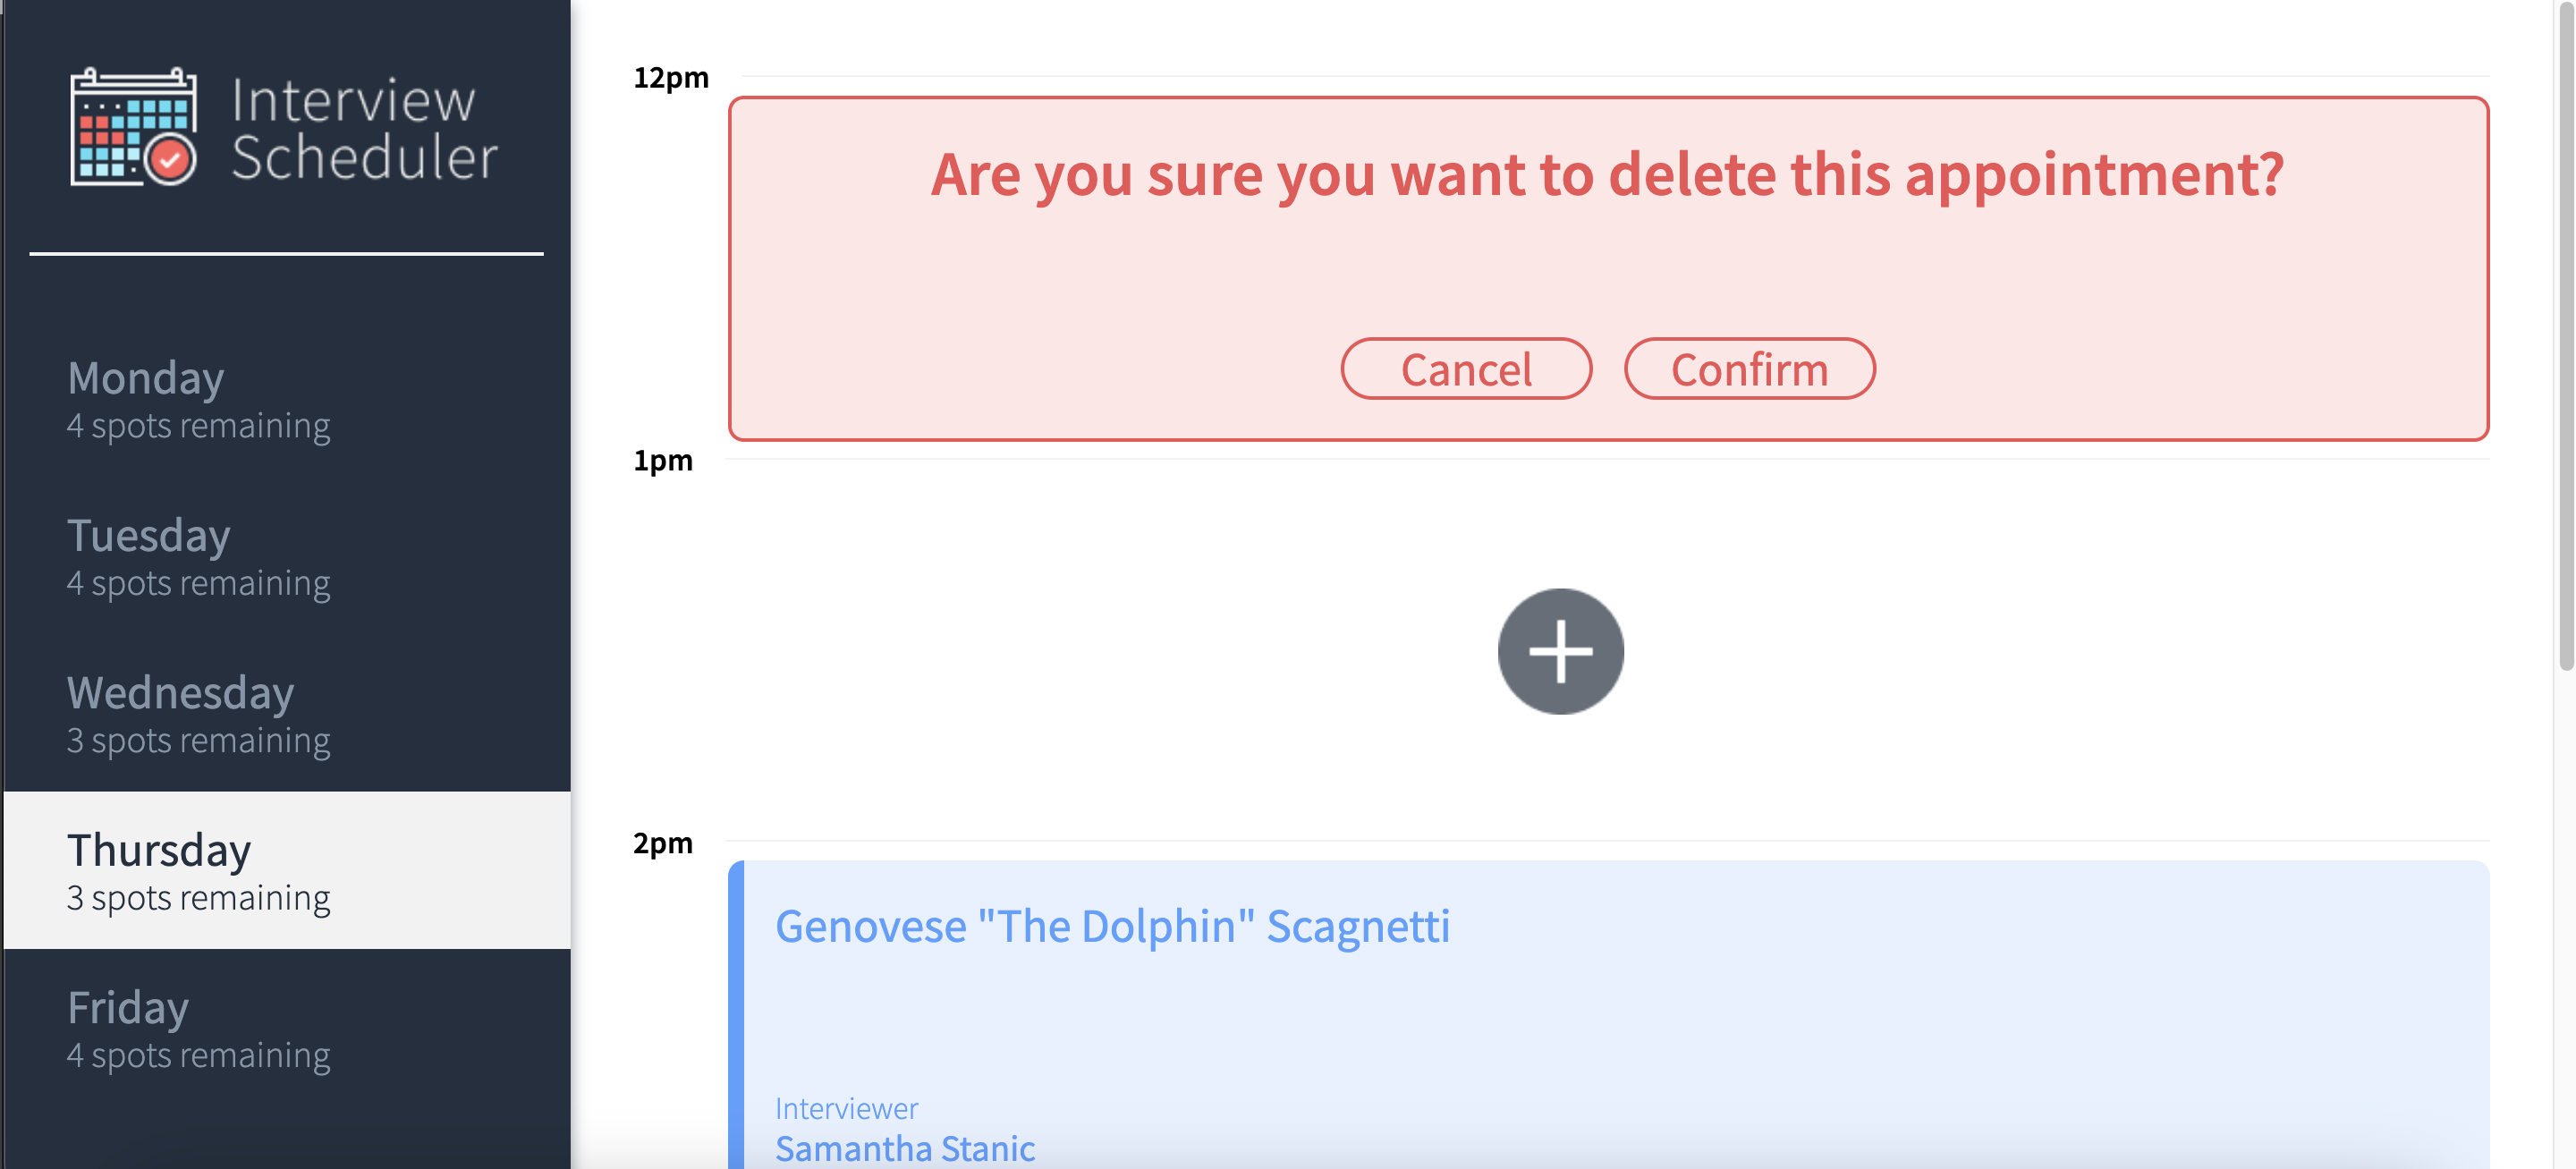 Interview
Scheduler
Monday
4 spots remaining
Tuesday
4 spots remaining
Wednesday
3 spots remaining
Thursday
3 spots remaining
Friday
4 spots remaining
12pm
Are you sure you want to delete this appointment?
Cancel Confirm
1pm
2pm
Genovese "The Dolphin" Scagnetti
Interviewer
Samantha Stanic